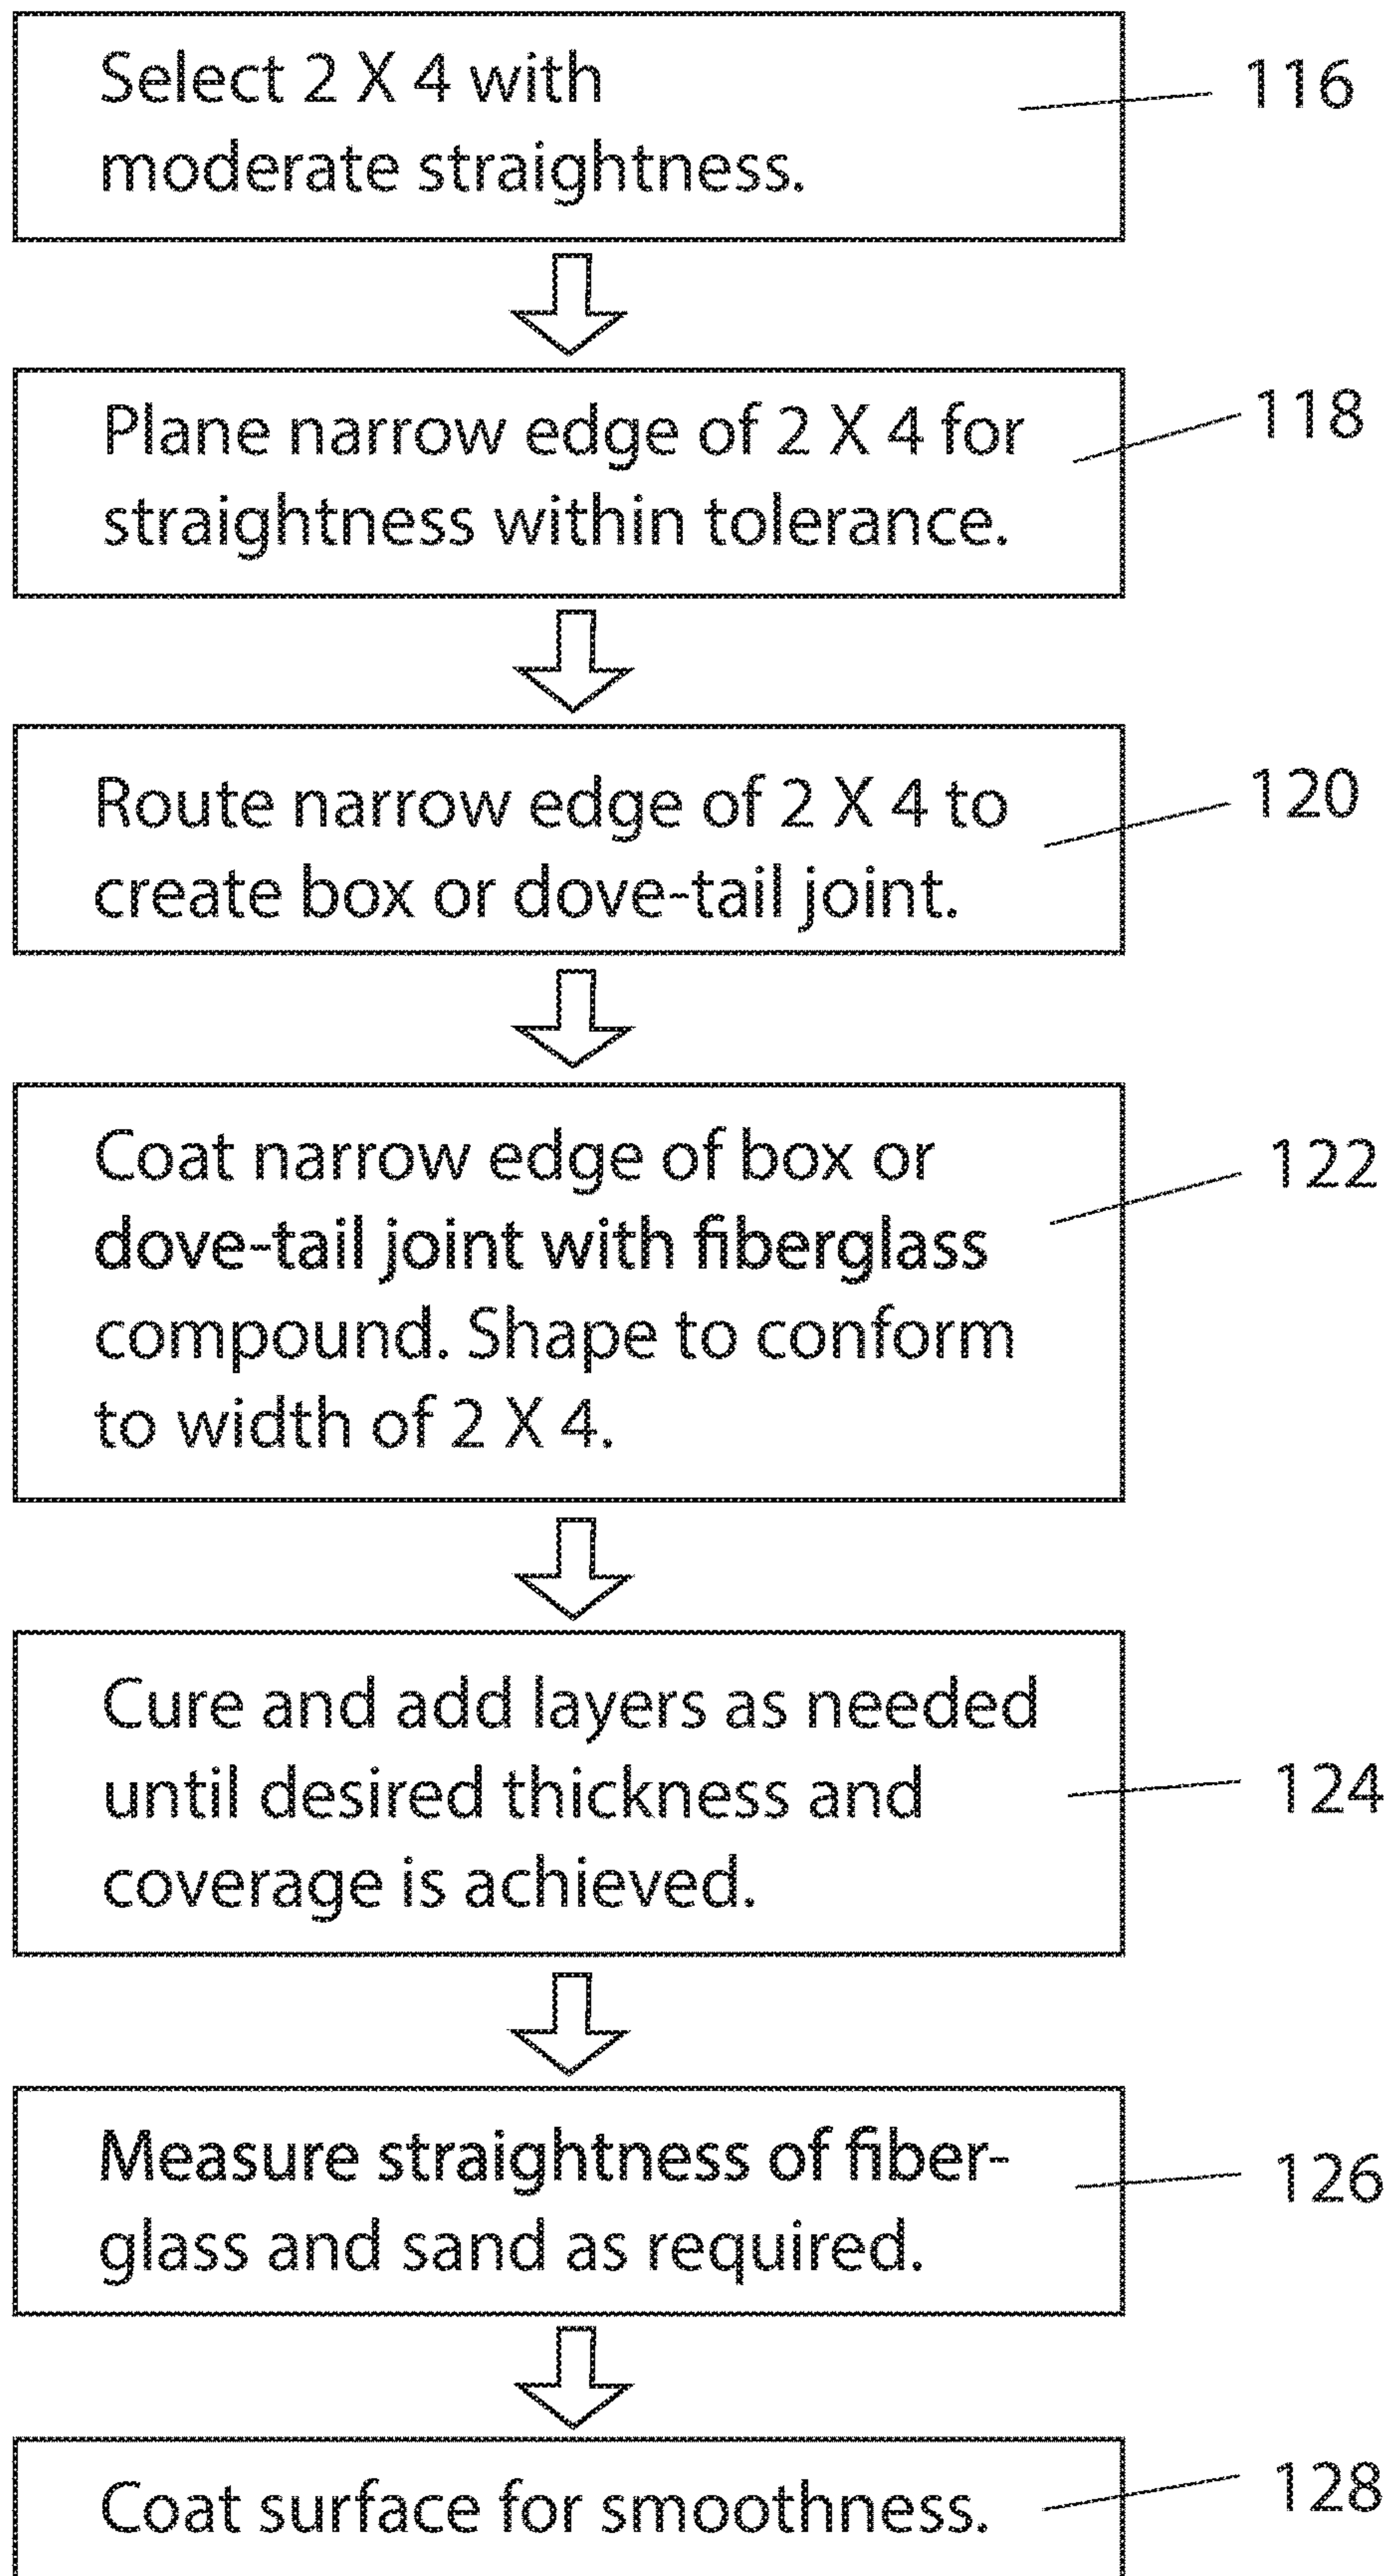 Select 2 X 4 with
moderate straightness.
116
Plane narrow edge of 2 X 4 for
straightness within tolerance.
118
Route narrow edge of 2 X 4 to
create box or dove-tail joint.
120
Coat narrow edge of box or
dove-tail joint with fiberglass
compound. Shape to conform
to width of 2 X 4.
122
Cure and add layers as needed
until desired thickness and
coverage is achieved.
124
Measure straightness of fiber-
glass and sand as required.
126
Coat surface for smoothness.
128